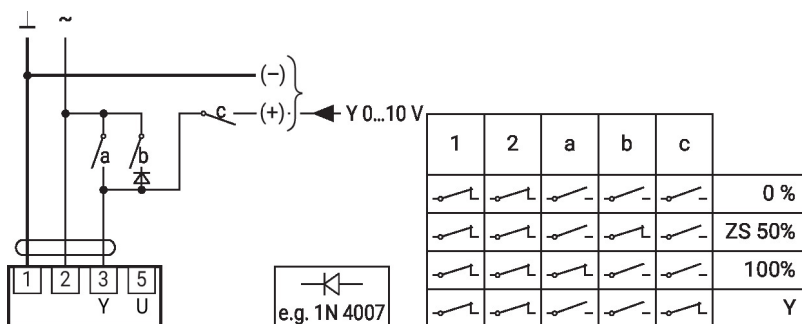 ⊥ ~
(–)
c (+) Y 0...10 V
a b
1 2 3 5
Y U
e.g. 1N 4007
1 2 a b c
0 %
ZS 50%
100%
Y